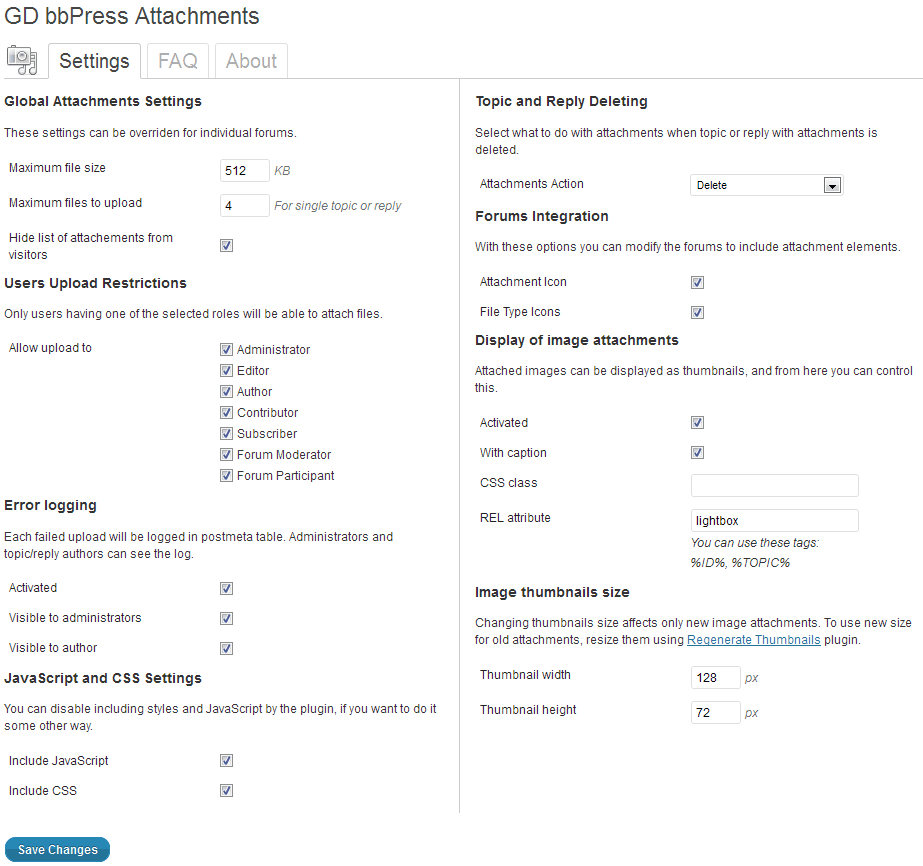 GD bbPress Attachments
Settings
FAQ
About
Global Attachments Settings
These settings can be overriden for individual forums.
Maximum file size
512
KB
Maximum files to upload
4
For single topic or reply
Hide list of attachements from
visitors
Users Upload Restrictions
Only users having one of the selected roles will be able to attach files.
Allow upload to
Administrator
Editor
Author
Contributor
Subscriber
Forum Moderator
Forum Participant
Error logging
Each failed upload will be logged in postmeta table. Administrators and
topic/reply authors can see the log.
Activated
Visible to administrators
Visible to author
JavaScript and CSS Settings
You can disable including styles and JavaScript by the plugin, if you want to do it
some other way.
Include JavaScript
Include CSS
Save Changes
Topic and Reply Deleting
Select what to do with attachments when topic or reply with attachments is
deleted.
Attachments Action
Delete
Forums Integration
With these options you can modify the forums to include attachment elements.
Attachment Icon
File Type Icons
Display of image attachments
Attached images can be displayed as thumbnails, and from here you can control
this.
Activated
With caption
CSS class
REL attribute
lightbox
You can use these tags:
%ID%, %TOPIC%
Image thumbnails size
Changing thumbnails size affects only new image attachments. To use new size
for old attachments, resize them using Regenerate Thumbnails plugin.
Thumbnail width
128
px
Thumbnail height
72
px